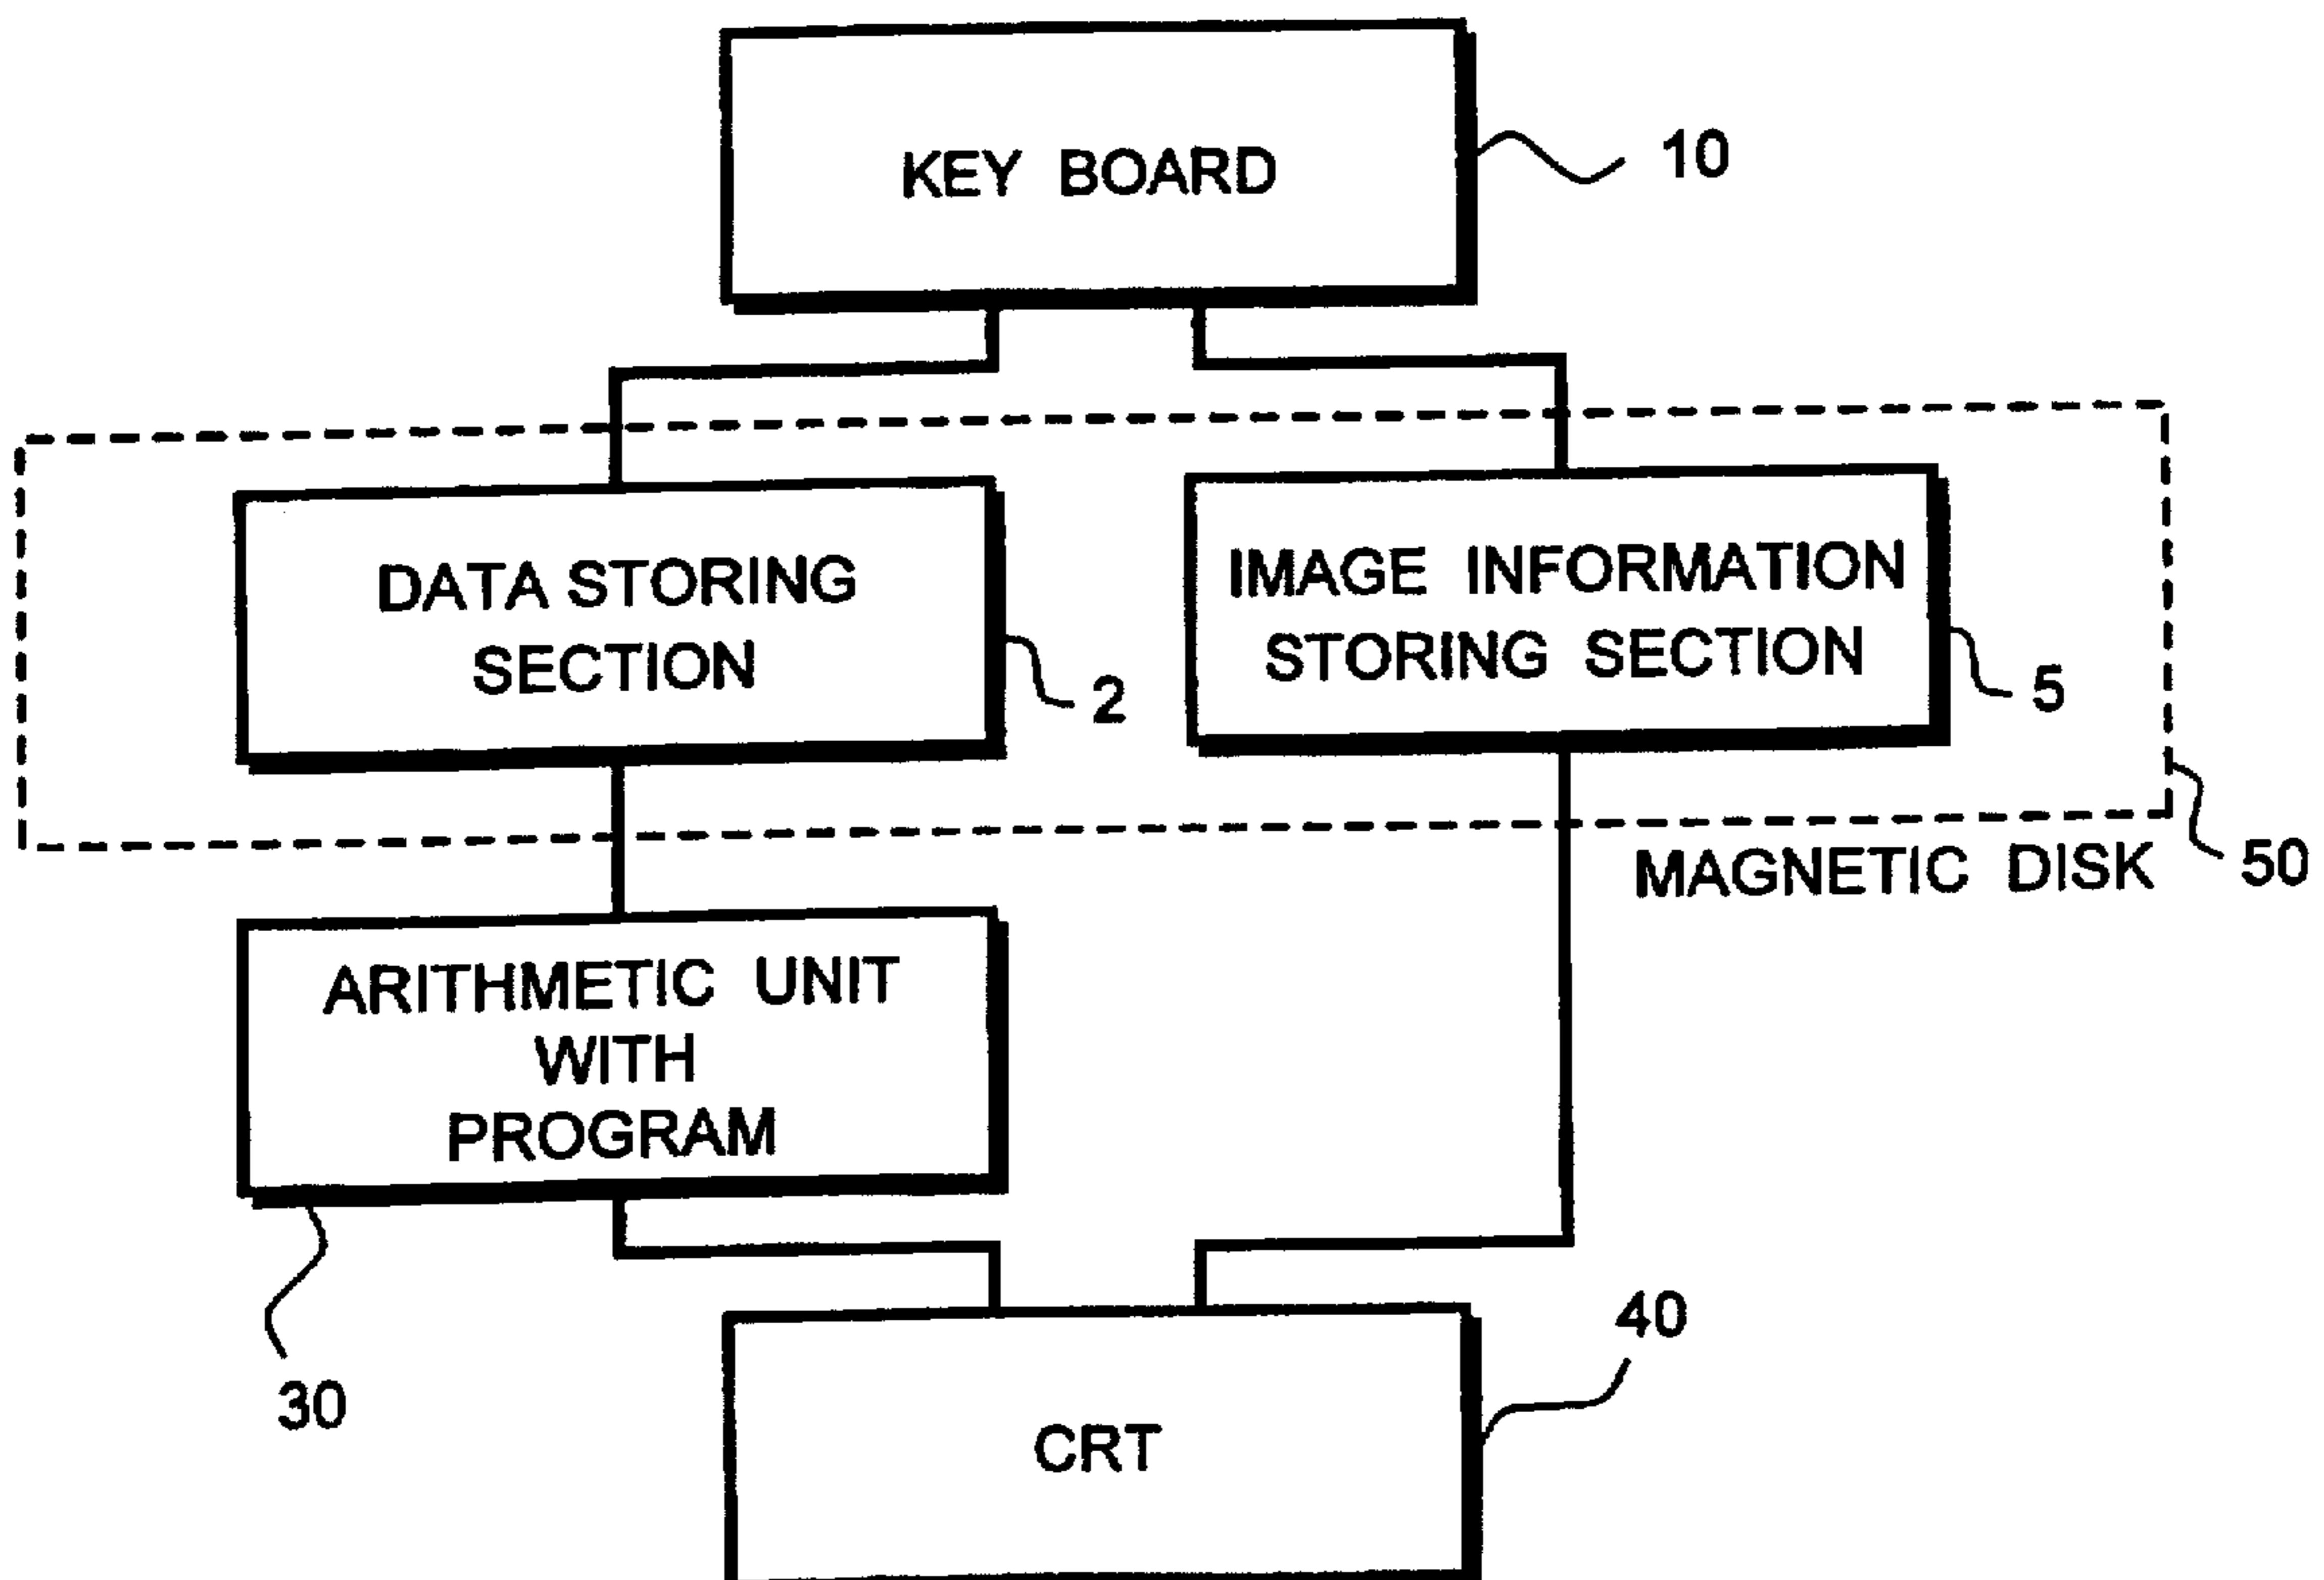 KEY BOARD
10
DATA STORING
SECTION
2
IMAGE INFORMATION
STORING SECTION
5
MAGNETIC DISK
50
ARITHMETIC UNIT
WITH
PROGRAM
30
40
CRT